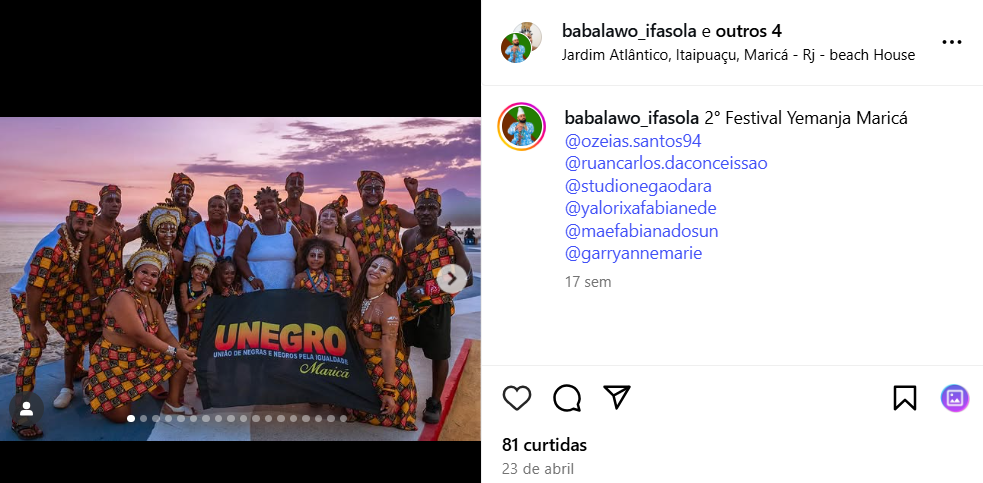 babalawo_ifasola e outros 4
Jardim Atlântico, Itaipuaçu, Maricá - Rj - beach House
babalawo_ifasola 2° Festival Yemanja Maricá
@ozeias.santos94
@ruancarlos.daconceissao
@studionegaodara
@yalorixafabianede
@maefabianadosun
@garryannemarie
17 sem
UNEGRO
UNIÃO DE NEGRAS E NEGROS PELA IGUALDADE
Maricá
81 curtidas
23 de abril